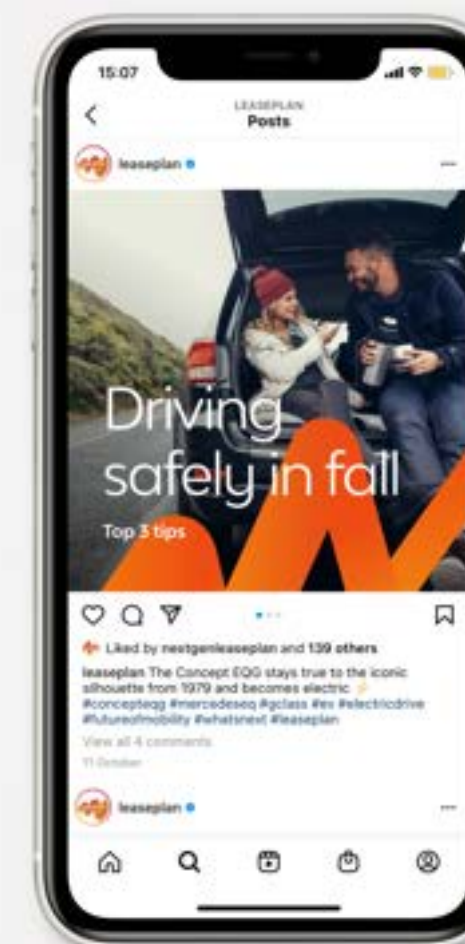 15:07
LEASEPLAN
Posts
leaseplan
Driving
safely in fall
Top 3 tips
Liked by nextgenleaseplan and 139 others
leaseplan The Concept EQG stays true to the iconic
silhouette from 1979 and becomes electric ⚡
#concepteqg #mercedeseq #gclass #ev #electricdrive
#futureofmobility #whatsnext #leaseplan
View all 4 comments
11 October
leaseplan